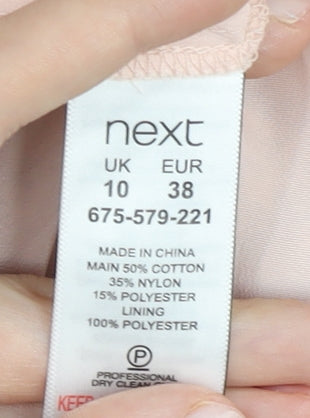 next
UK EUR
10 38
675-579-221
MADE IN CHINA
MAIN 50% COTTON
35% NYLON
15% POLYESTER
LINING
100% POLYESTER
P
PROFESSIONAL
DRY CLEAN
KEEP